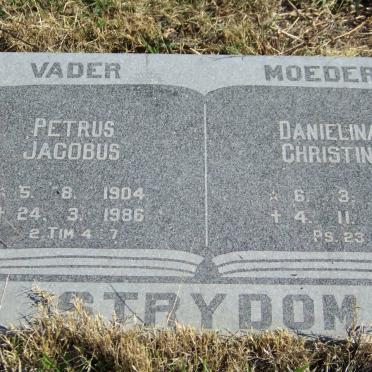 VADER
PETRUS
JACOBUS
☆ 5. 8. 1904
✝ 24. 3. 1986
2 TIM 4 : 7
MOEDER
DANIELINA
CHRISTIN
☆ 6. 3.
✝ 4. 11.
PS. 23
STRYDOM